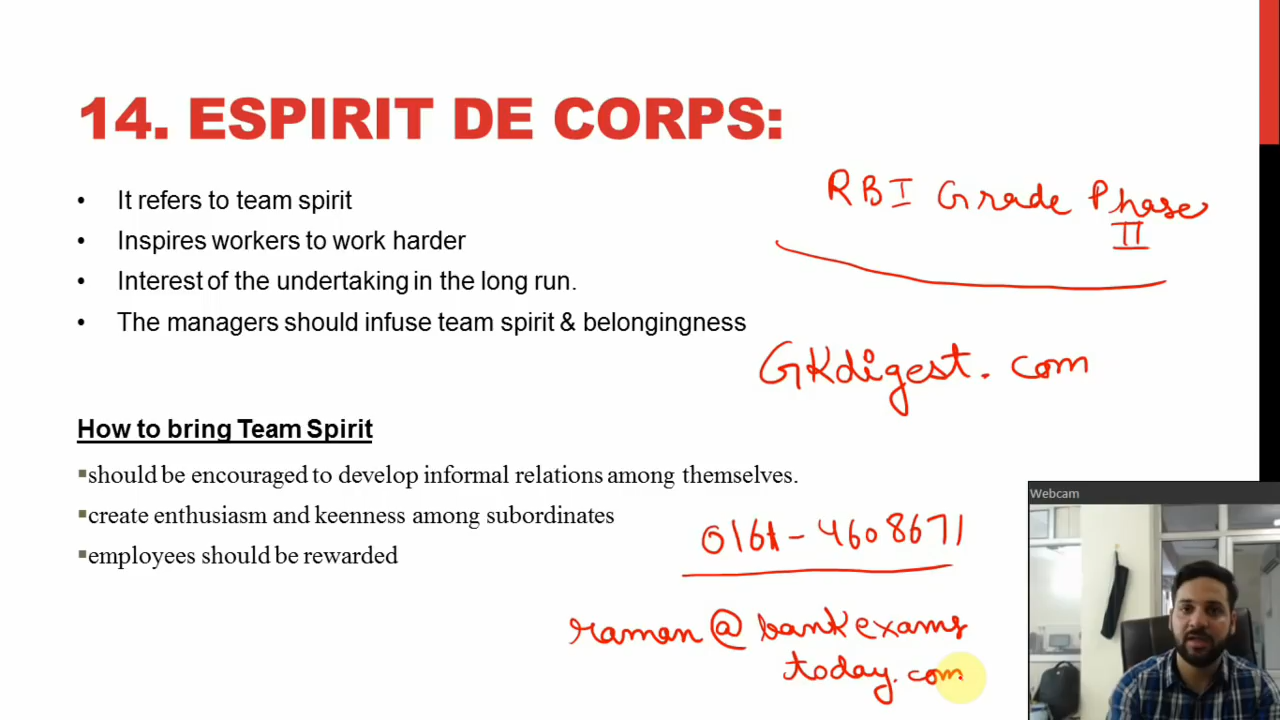 14. ESPIRIT DE CORPS:
• It refers to team spirit
• Inspires workers to work harder
• Interest of the undertaking in the long run.
• The managers should infuse team spirit & belongingness
RBI Grade Phase
II
GKdigest.com
How to bring Team Spirit
▪should be encouraged to develop informal relations among themselves.
▪create enthusiasm and keenness among subordinates
▪employees should be rewarded
0161-4608671
raman@bankexams
today.com
Webcam